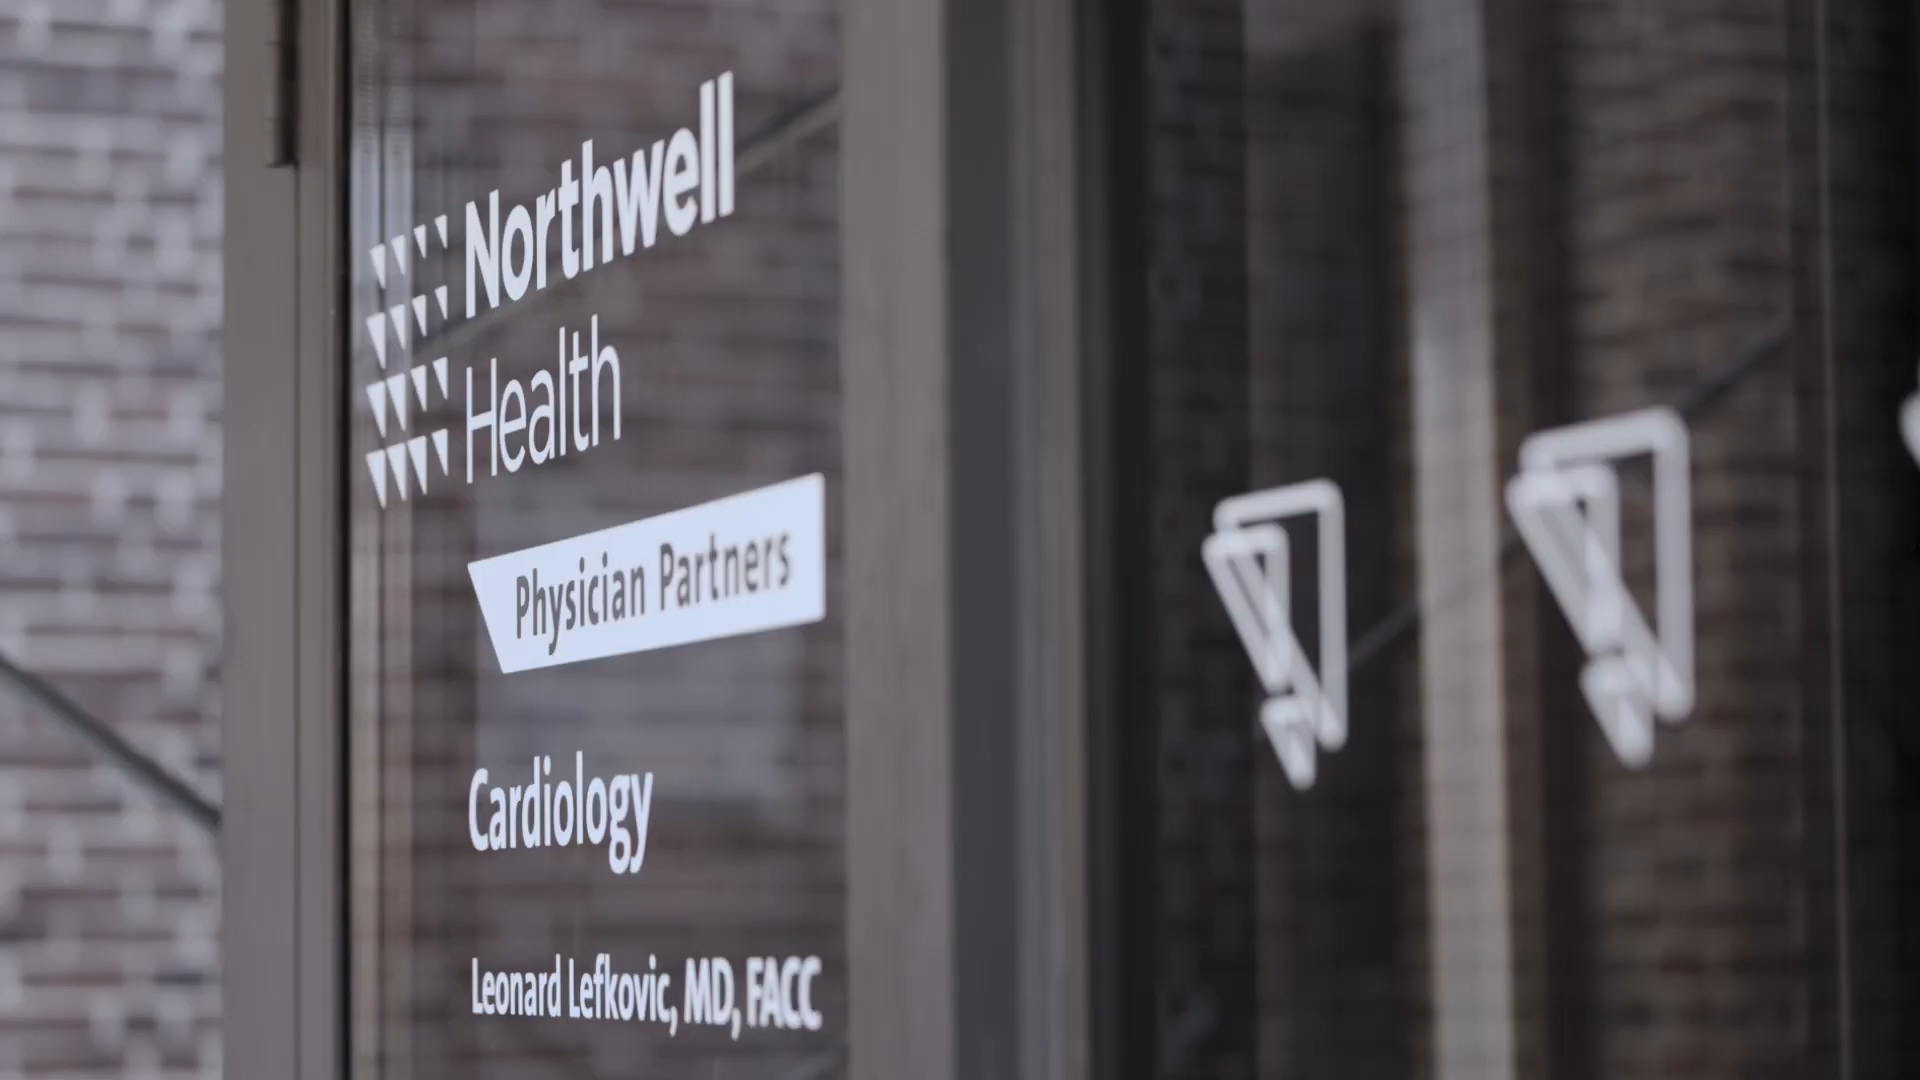 Northwell
Health
Physician Partners
Cardiology
Leonard Lefkovic, MD, FACC